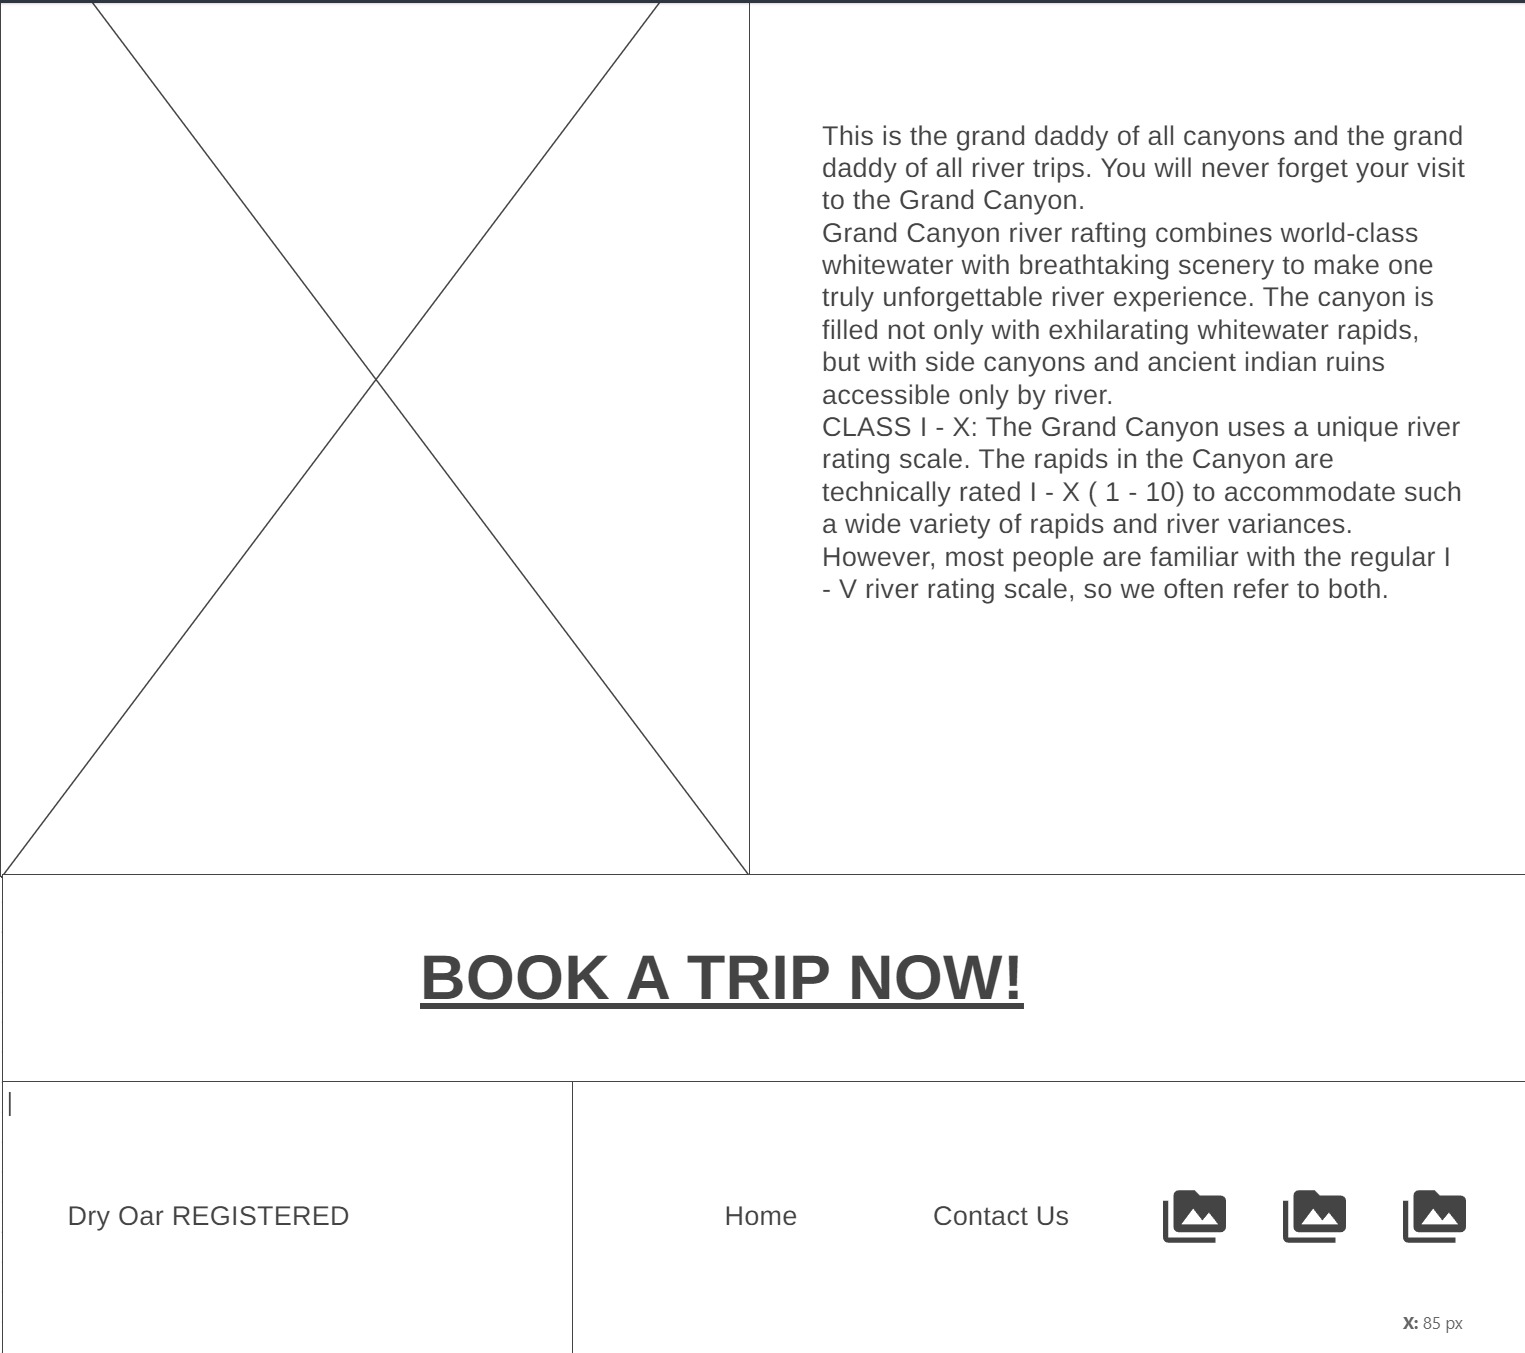 This is the grand daddy of all canyons and the grand
daddy of all river trips. You will never forget your visit
to the Grand Canyon.
Grand Canyon river rafting combines world-class
whitewater with breathtaking scenery to make one
truly unforgettable river experience. The canyon is
filled not only with exhilarating whitewater rapids,
but with side canyons and ancient indian ruins
accessible only by river.
CLASS I - X: The Grand Canyon uses a unique river
rating scale. The rapids in the Canyon are
technically rated I - X ( 1 - 10) to accommodate such
a wide variety of rapids and river variances.
However, most people are familiar with the regular I
- V river rating scale, so we often refer to both.
BOOK A TRIP NOW!
Dry Oar REGISTERED
Home
Contact Us
X: 85 px